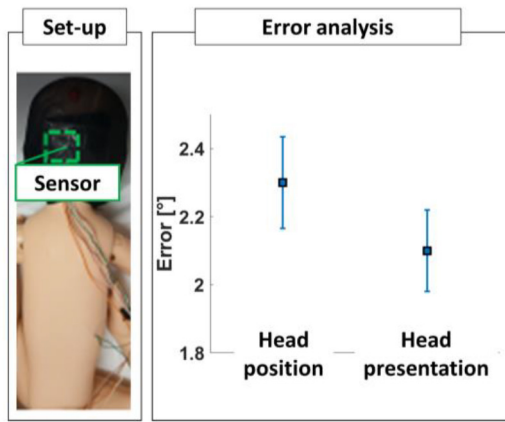 Set-up
Sensor
Error analysis
Error [°]
2.4
2.2
2
1.8
Head
position
Head
presentation